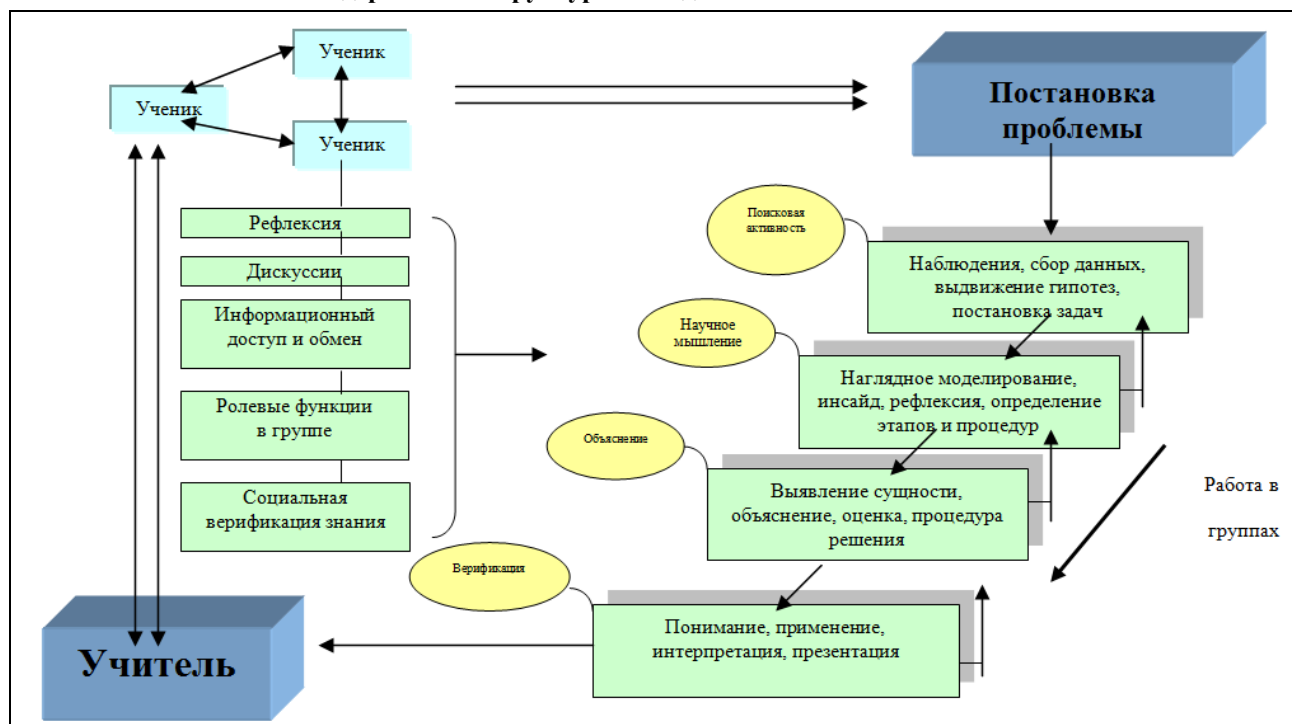 Ученик
Ученик
Ученик
Постановка
проблемы
Рефлексия
Дискуссии
Информационный
доступ и обмен
Ролевые функции
в группе
Социальная
верификация знания
Поисковая
активность
Наблюдения, сбор данных,
выдвижение гипотез,
постановка задач
Научное
мышление
Наглядное моделирование,
инсайд, рефлексия, определение
этапов и процедур
Объяснение
Выявление сущности,
объяснение, оценка, процедура
решения
Работа в
группах
Верификация
Понимание, применение,
интерпретация, презентация
Учитель